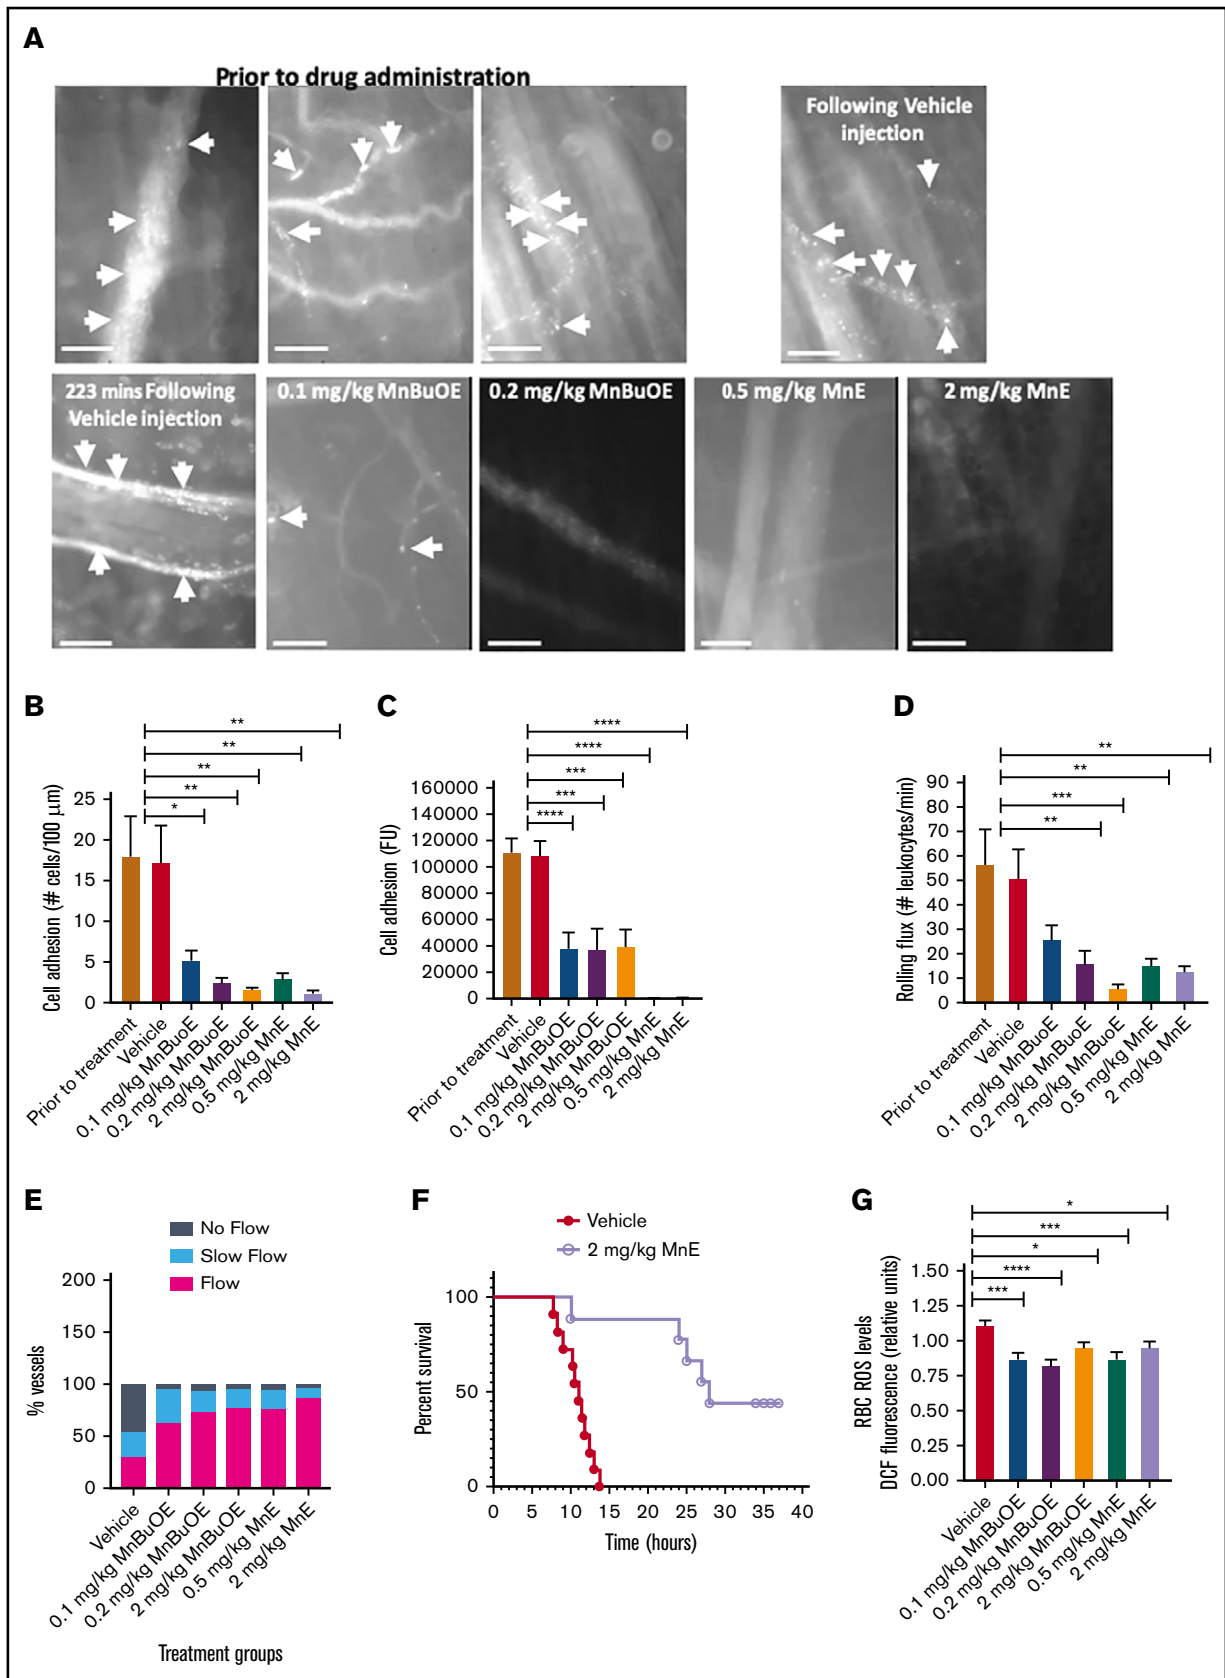 A
Prior to drug administration
Following Vehicle
injection
223 mins Following
Vehicle injection
0.1 mg/kg MnBuOE
0.2 mg/kg MnBuOE
0.5 mg/kg MnE
2 mg/kg MnE
B
Cell adhesion (# cells/100 μm)
25
20
15
10
5
0
**
**
**
**
*
Prior to treatment
Vehicle
0.1 mg/kg MnBuoE
0.2 mg/kg MnBuoE
2 mg/kg MnBuoE
0.5 mg/kg MnE
2 mg/kg MnE
C
Cell adhesion (FU)
160000
140000
120000
100000
80000
60000
40000
20000
0
****
****
***
***
****
Prior to treatment
Vehicle
0.1 mg/kg MnBuOE
0.2 mg/kg MnBuOE
2 mg/kg MnBuOE
0.5 mg/kg MnE
2 mg/kg MnE
D
Rolling flux (# leukocytes/min)
90
80
70
60
50
40
30
20
10
0
**
**
***
**
Prior to treatment
Vehicle
0.1 mg/kg MnBuoE
0.2 mg/kg MnBuoE
2 mg/kg MnBuoE
0.5 mg/kg MnE
2 mg/kg MnE
E
No Flow
Slow Flow
Flow
% vessels
200
150
100
50
0
Vehicle
0.1 mg/kg MnBuOE
0.2 mg/kg MnBuOE
2 mg/kg MnBuOE
0.5 mg/kg MnE
2 mg/kg MnE
Treatment groups
F
Vehicle
2 mg/kg MnE
Percent survival
100
50
0
0 5 10 15 20 25 30 35 40
Time (hours)
G
RBC ROS levels
DCF fluorescence (relative units)
1.50
1.25
1.00
0.75
0.50
0.25
0.00
*
***
*
****
***
Vehicle
0.1 mg/kg MnBuOE
0.2 mg/kg MnBuOE
2 mg/kg MnBuOE
0.5 mg/kg MnE
2 mg/kg MnE